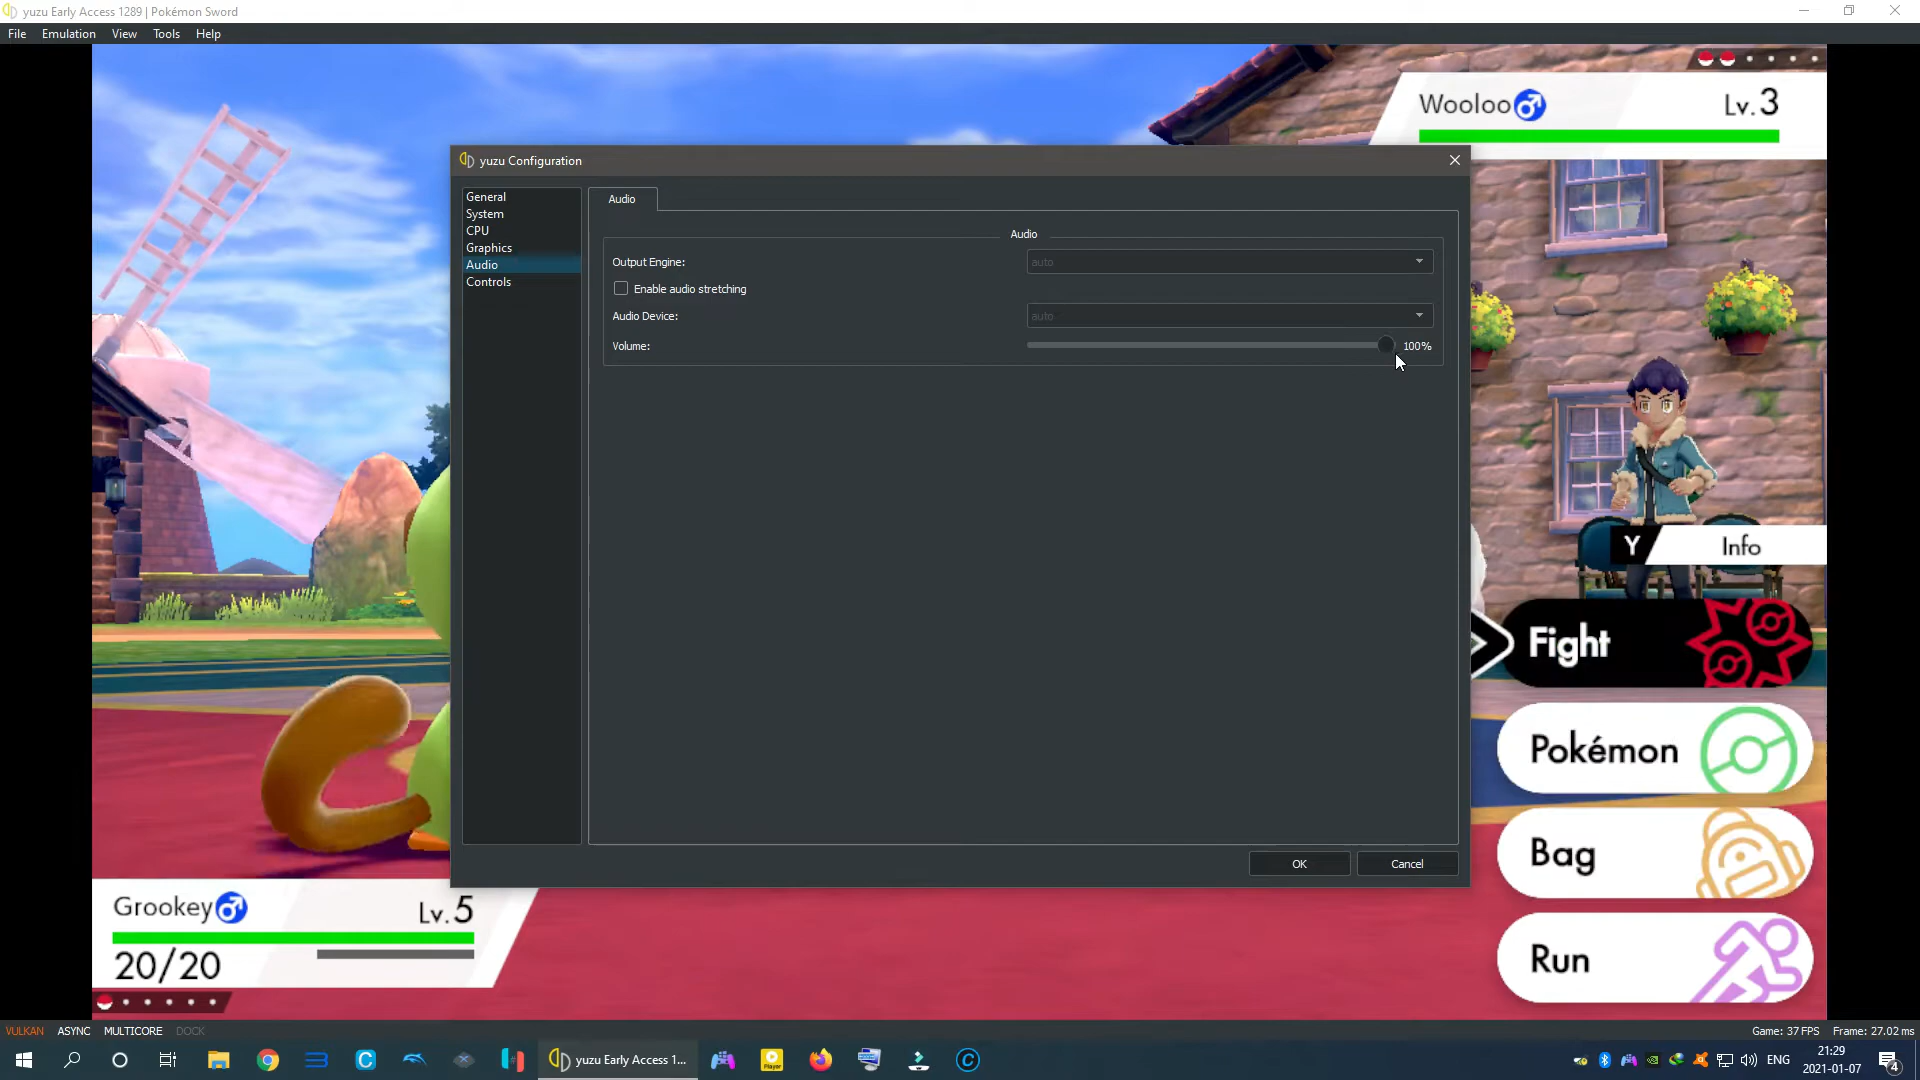 yuzu Early Access 1289 | Pokémon Sword
File Emulation View Tools Help
Wooloo Lv. 3
yuzu Configuration
General
System
CPU
Graphics
Audio
Controls
Audio
Audio
Output Engine: auto
Enable audio stretching
Audio Device: auto
Volume: 100%
OK Cancel
Y Info
Fight
Pokémon
Bag
Run
Grookey Lv. 5
20/20
VULKAN ASYNC MULTICORE DOCK
Game: 37 FPS Frame: 27.02 ms
yuzu Early Access 1...
Player
ENG
21:29
2021-01-07
4